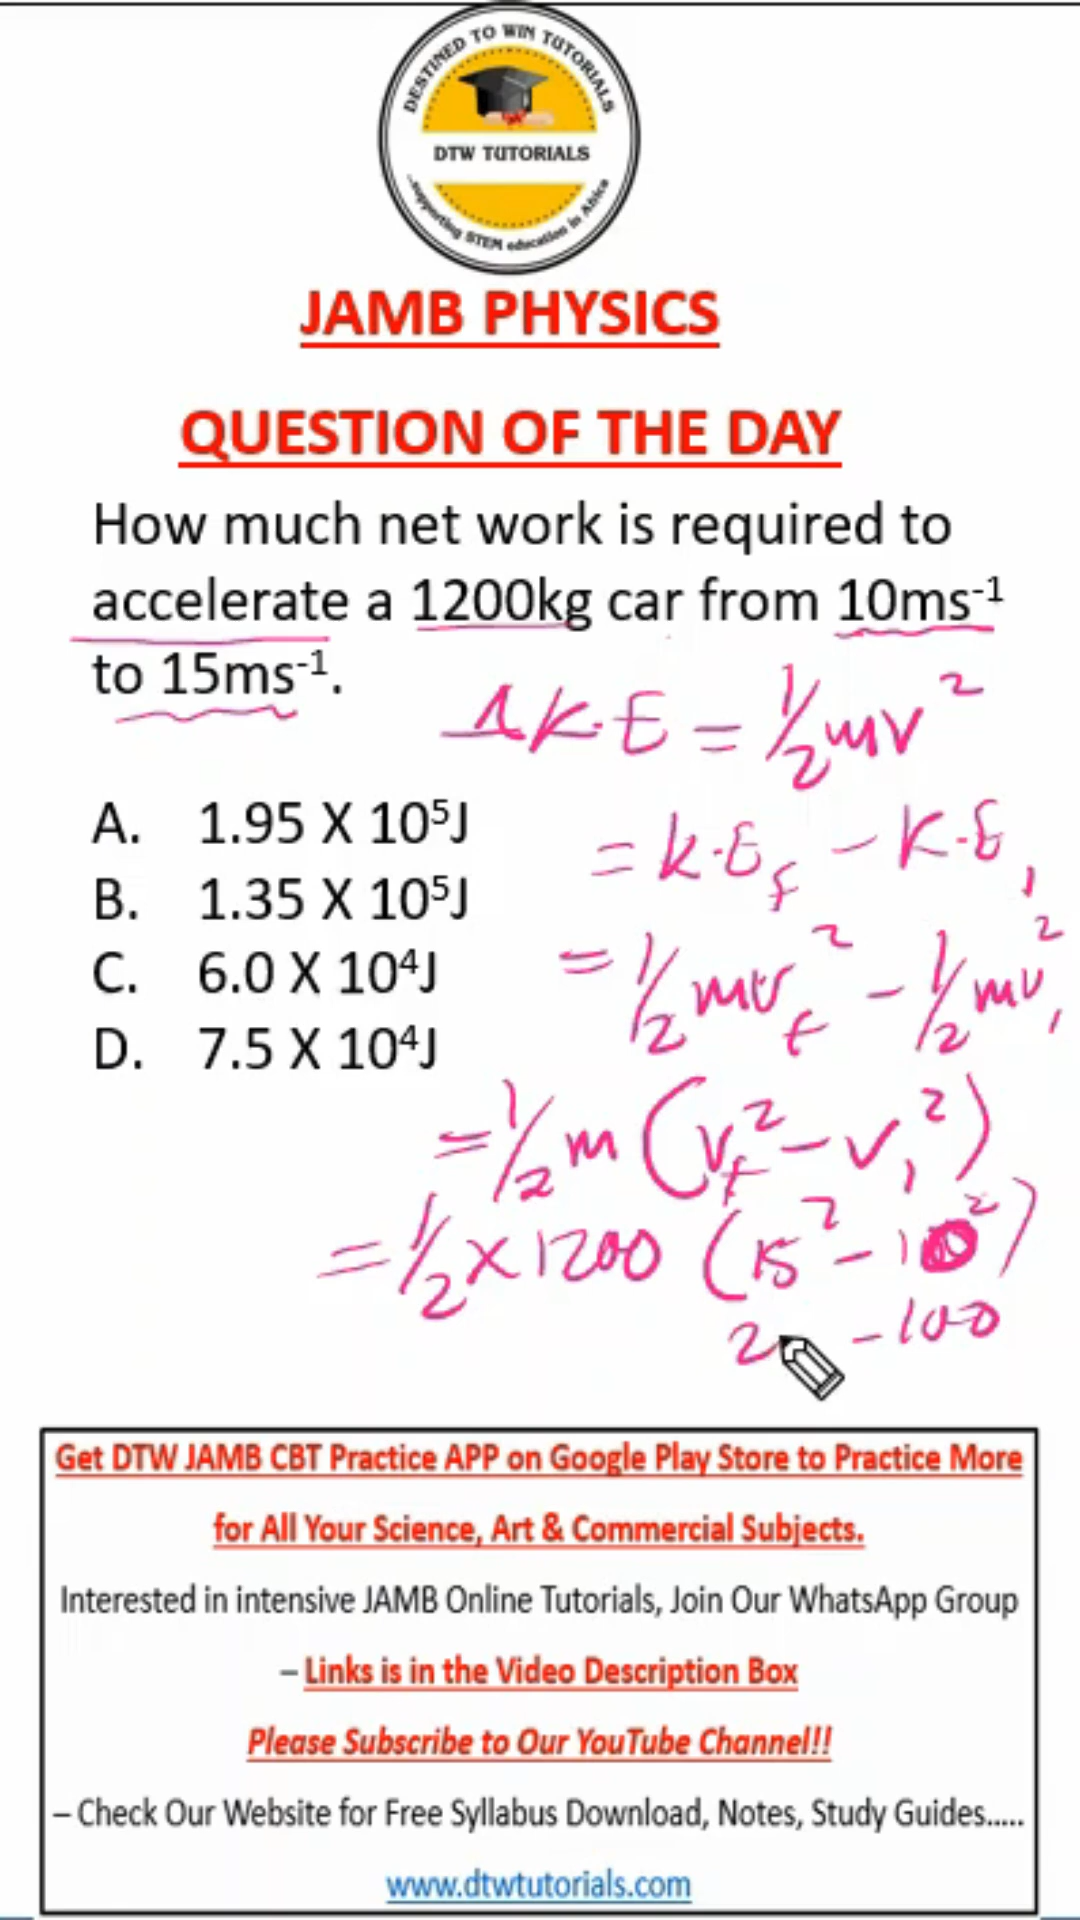 DESTINED TO WIN TUTORIALS
DTW TUTORIALS
...supporting STEM education in Africa
JAMB PHYSICS
QUESTION OF THE DAY
How much net work is required to
accelerate a 1200kg car from 10ms⁻¹
to 15ms⁻¹.
ΔK.E = ½mv²
A. 1.95 X 10⁵J
= K.E_f - K.E_1
B. 1.35 X 10⁵J
= ½mv_f² - ½mv_1²
C. 6.0 X 10⁴J
D. 7.5 X 10⁴J
= ½m(v_f² - v_1²)
= ½ x 1200 (15² - 10²)
2 - 100
Get DTW JAMB CBT Practice APP on Google Play Store to Practice More
for All Your Science, Art & Commercial Subjects.
Interested in intensive JAMB Online Tutorials, Join Our WhatsApp Group
– Links is in the Video Description Box
Please Subscribe to Our YouTube Channel!!
– Check Our Website for Free Syllabus Download, Notes, Study Guides.....
www.dtwtutorials.com